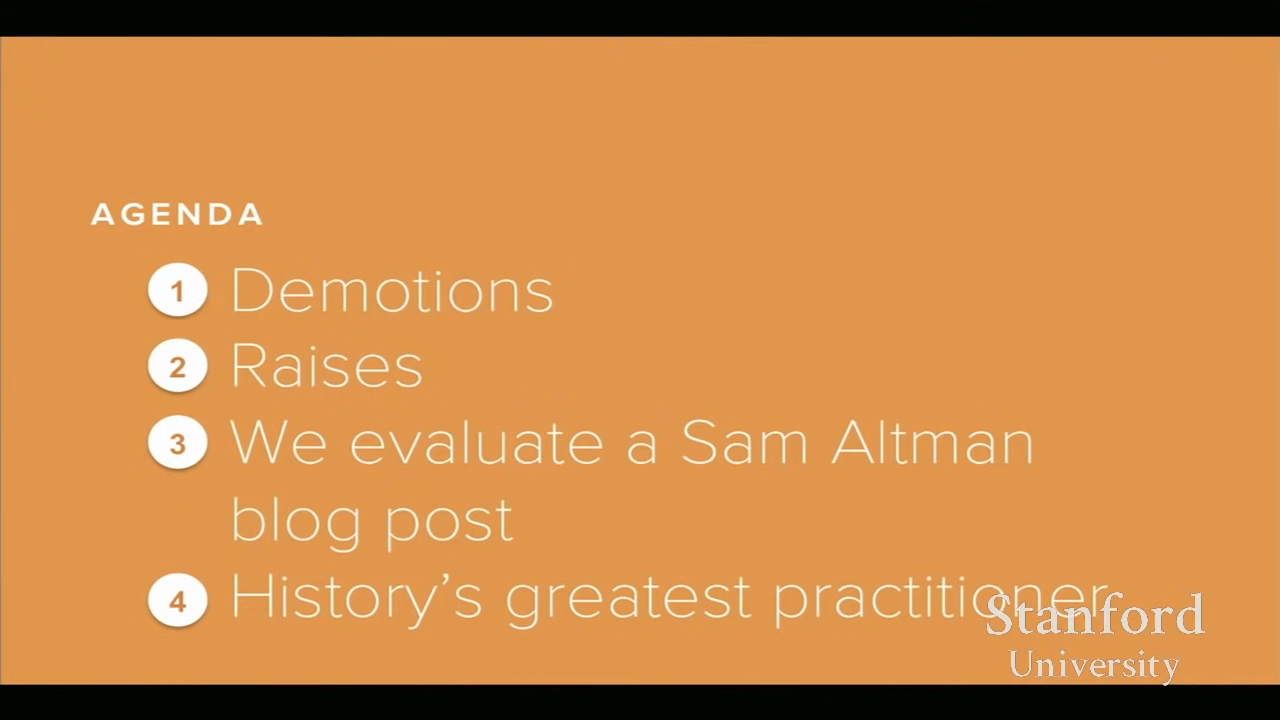 AGENDA
1 Demotions
2 Raises
3 We evaluate a Sam Altman
blog post
4 History’s greatest practitioner
Stanford
University